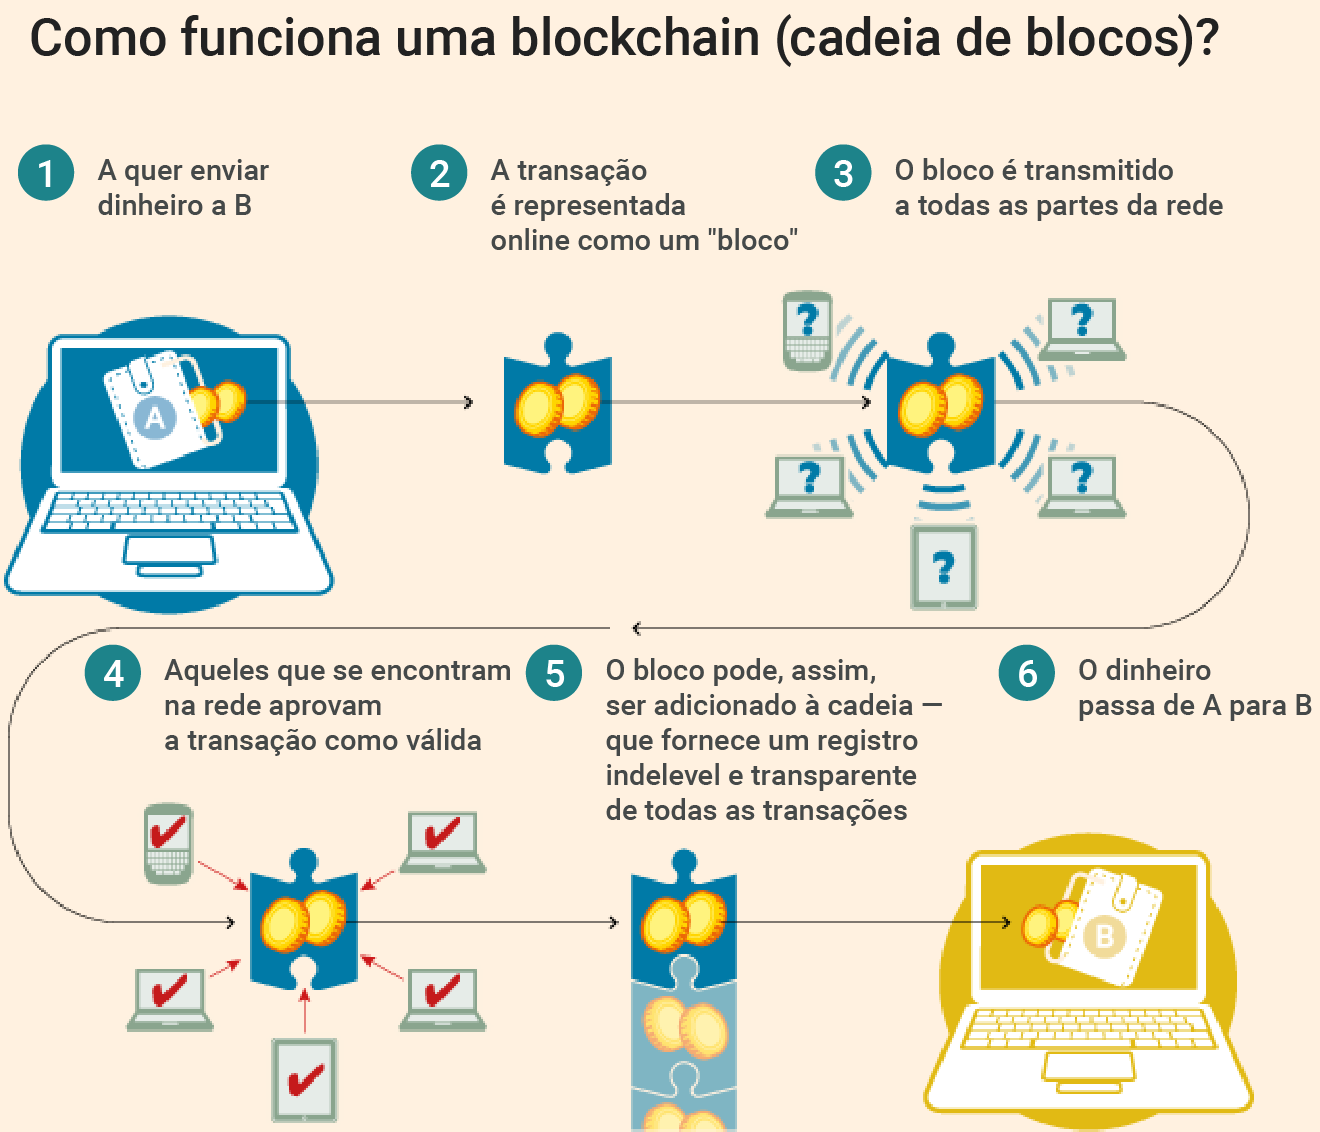 Como funciona uma blockchain (cadeia de blocos)?
1
A quer enviar
dinheiro a B
2
A transação
é representada
online como um "bloco"
3
O bloco é transmitido
a todas as partes da rede
A
?
?
?
?
?
4
Aqueles que se encontram
na rede aprovam
a transação como válida
5
O bloco pode, assim,
ser adicionado à cadeia —
que fornece um registro
indelevel e transparente
de todas as transações
6
O dinheiro
passa de A para B
B